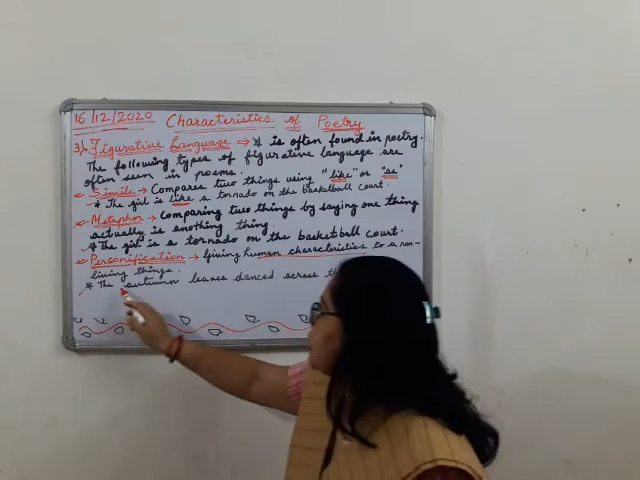 16/12/2020 Characteristics of Poetry
3) Figurative Language → * is often found in poetry.
The following types of figurative language are
often seen in poems.
* Simile → Compares two things using "like" or "as"
* The girl is like a tornado on the basketball court.
* Metaphor → comparing two things by saying one thing
actually is another thing.
* The girl is a tornado on the basketball court.
* Personification → Giving human characteristics to a non-
living things.
* The autumn leaves danced across